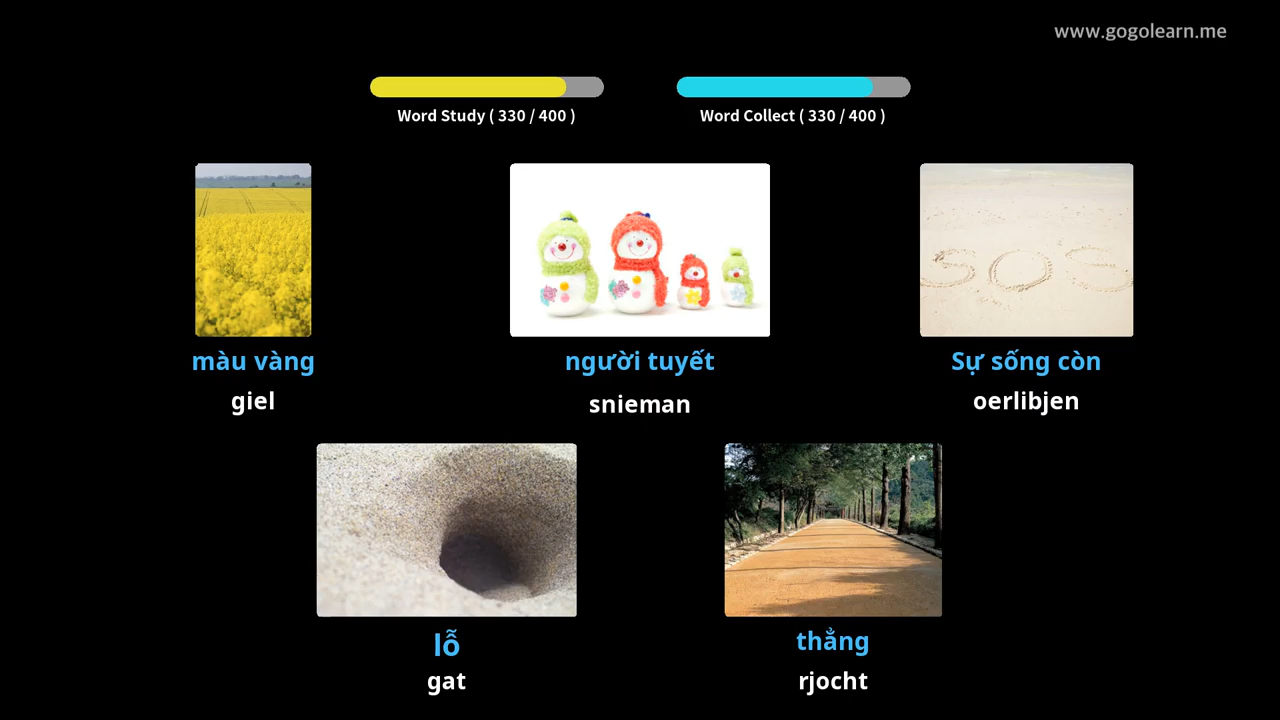 www.gogolearn.me
Word Study ( 330 / 400 )
Word Collect ( 330 / 400 )
SOS
màu vàng
người tuyết
Sự sống còn
giel
snieman
oerlibjen
lỗ
thẳng
gat
rjocht